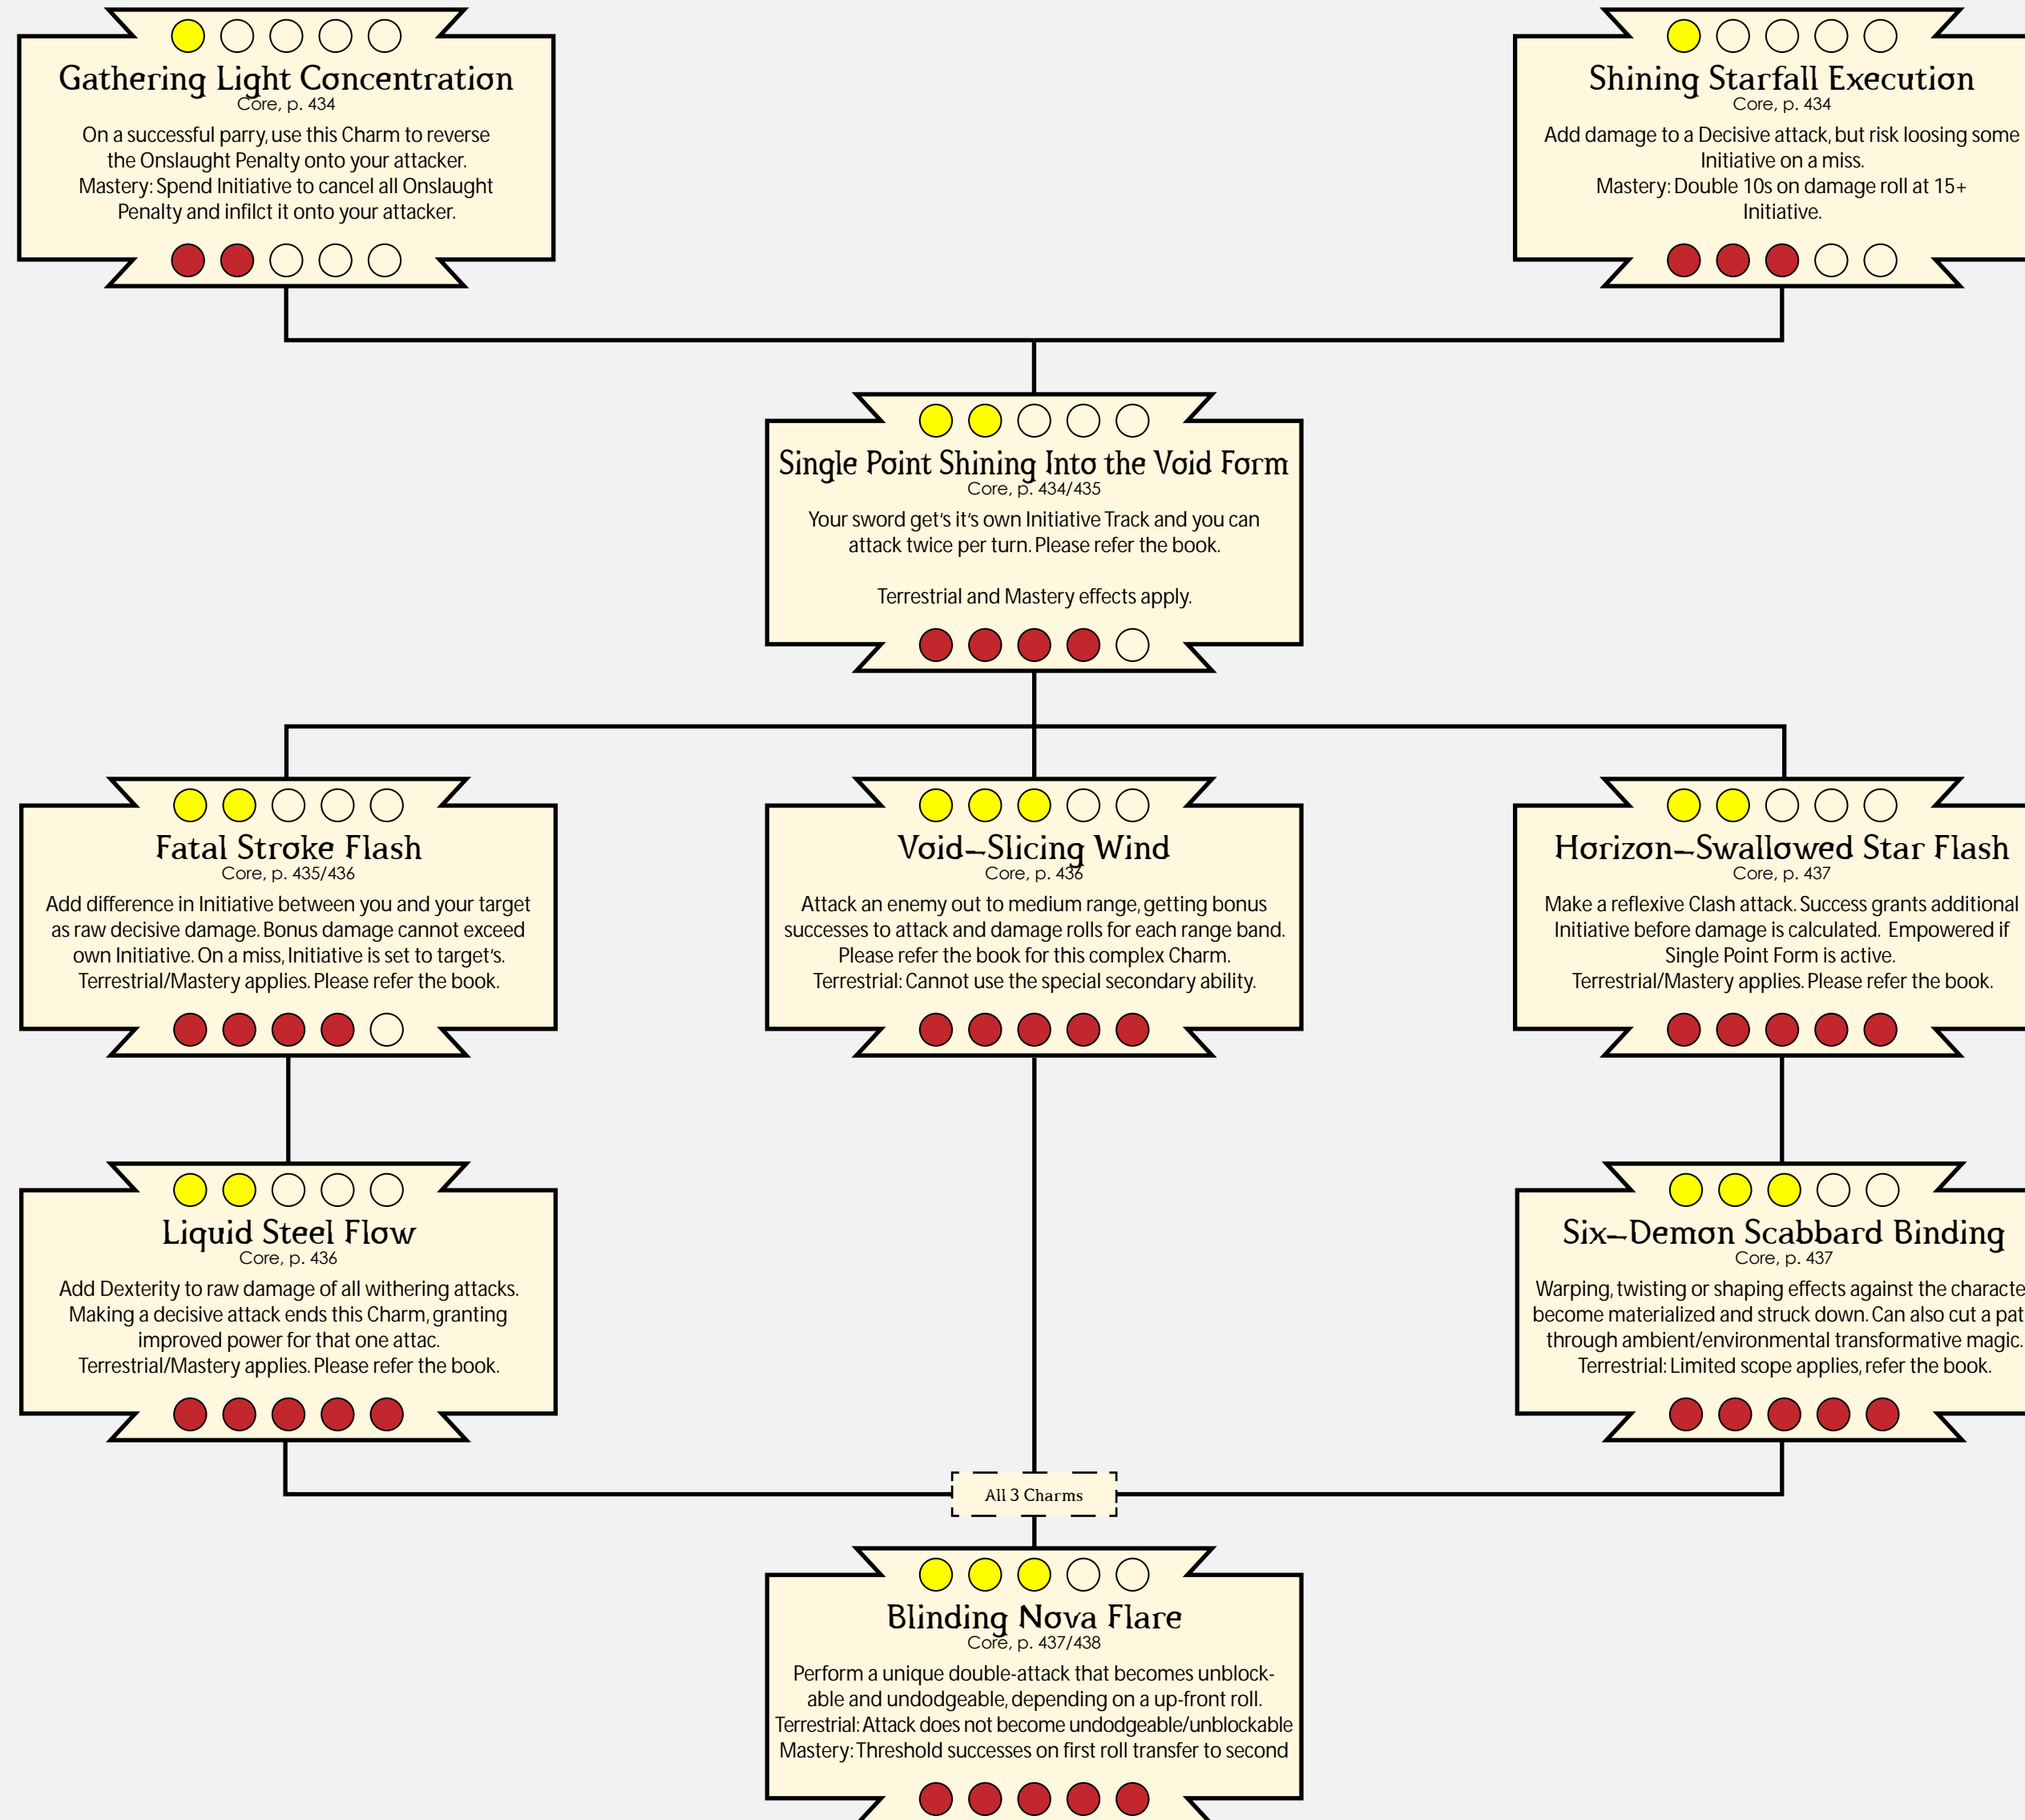 Gathering Light Concentration
Core, p. 434
On a successful parry, use this Charm to reverse
the Onslaught Penalty onto your attacker.
Mastery: Spend Initiative to cancel all Onslaught
Penalty and infilct it onto your attacker.
Shining Starfall Execution
Core, p. 434
Add damage to a Decisive attack, but risk loosing some
Initiative on a miss.
Mastery: Double 10s on damage roll at 15+
Initiative.
Single Point Shining Into the Void Form
Core, p. 434/435
Your sword get's it's own Initiative Track and you can
attack twice per turn. Please refer the book.
Terrestrial and Mastery effects apply.
Fatal Stroke Flash
Core, p. 435/436
Add difference in Initiative between you and your target
as raw decisive damage. Bonus damage cannot exceed
own Initiative. On a miss, Initiative is set to target's.
Terrestrial/Mastery applies. Please refer the book.
Void-Slicing Wind
Core, p. 436
Attack an enemy out to medium range, getting bonus
successes to attack and damage rolls for each range band.
Please refer the book for this complex Charm.
Terrestrial: Cannot use the special secondary ability.
Horizon-Swallowed Star Flash
Core, p. 437
Make a reflexive Clash attack. Success grants additional
Initiative before damage is calculated. Empowered if
Single Point Form is active.
Terrestrial/Mastery applies. Please refer the book.
Liquid Steel Flow
Core, p. 436
Add Dexterity to raw damage of all withering attacks.
Making a decisive attack ends this Charm, granting
improved power for that one attac.
Terrestrial/Mastery applies. Please refer the book.
Six-Demon Scabbard Binding
Core, p. 437
Warping, twisting or shaping effects against the characte
become materialized and struck down. Can also cut a pat
through ambient/environmental transformative magic.
Terrestrial: Limited scope applies, refer the book.
All 3 Charms
Blinding Nova Flare
Core, p. 437/438
Perform a unique double-attack that becomes unblock-
able and undodgeable, depending on a up-front roll.
Terrestrial: Attack does not become undodgeable/unblockable
Mastery: Threshold successes on first roll transfer to second